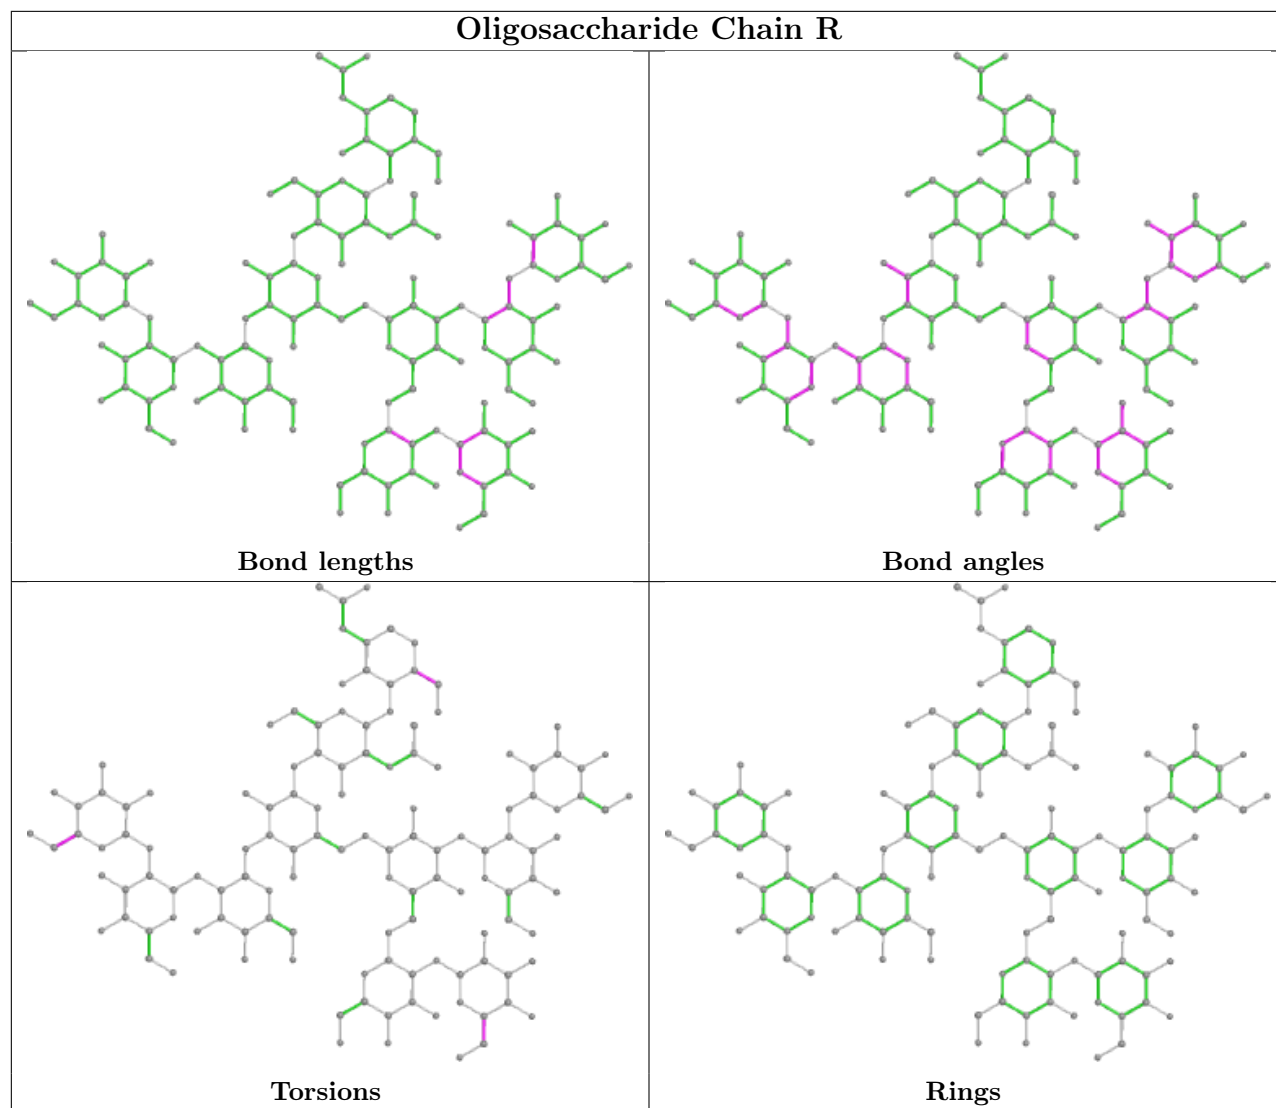 Oligosaccharide Chain R
Bond lengths
Bond angles
Torsions
Rings